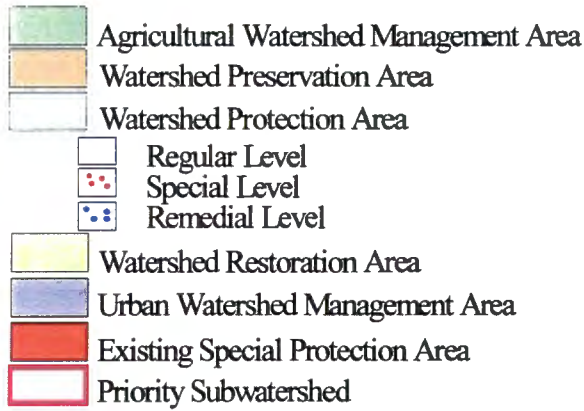 Agricultural Watershed Management Area
Watershed Preservation Area
Watershed Protection Area
Regular Level
Special Level
Remedial Level
Watershed Restoration Area
Urban Watershed Management Area
Existing Special Protection Area
Priority Subwatershed